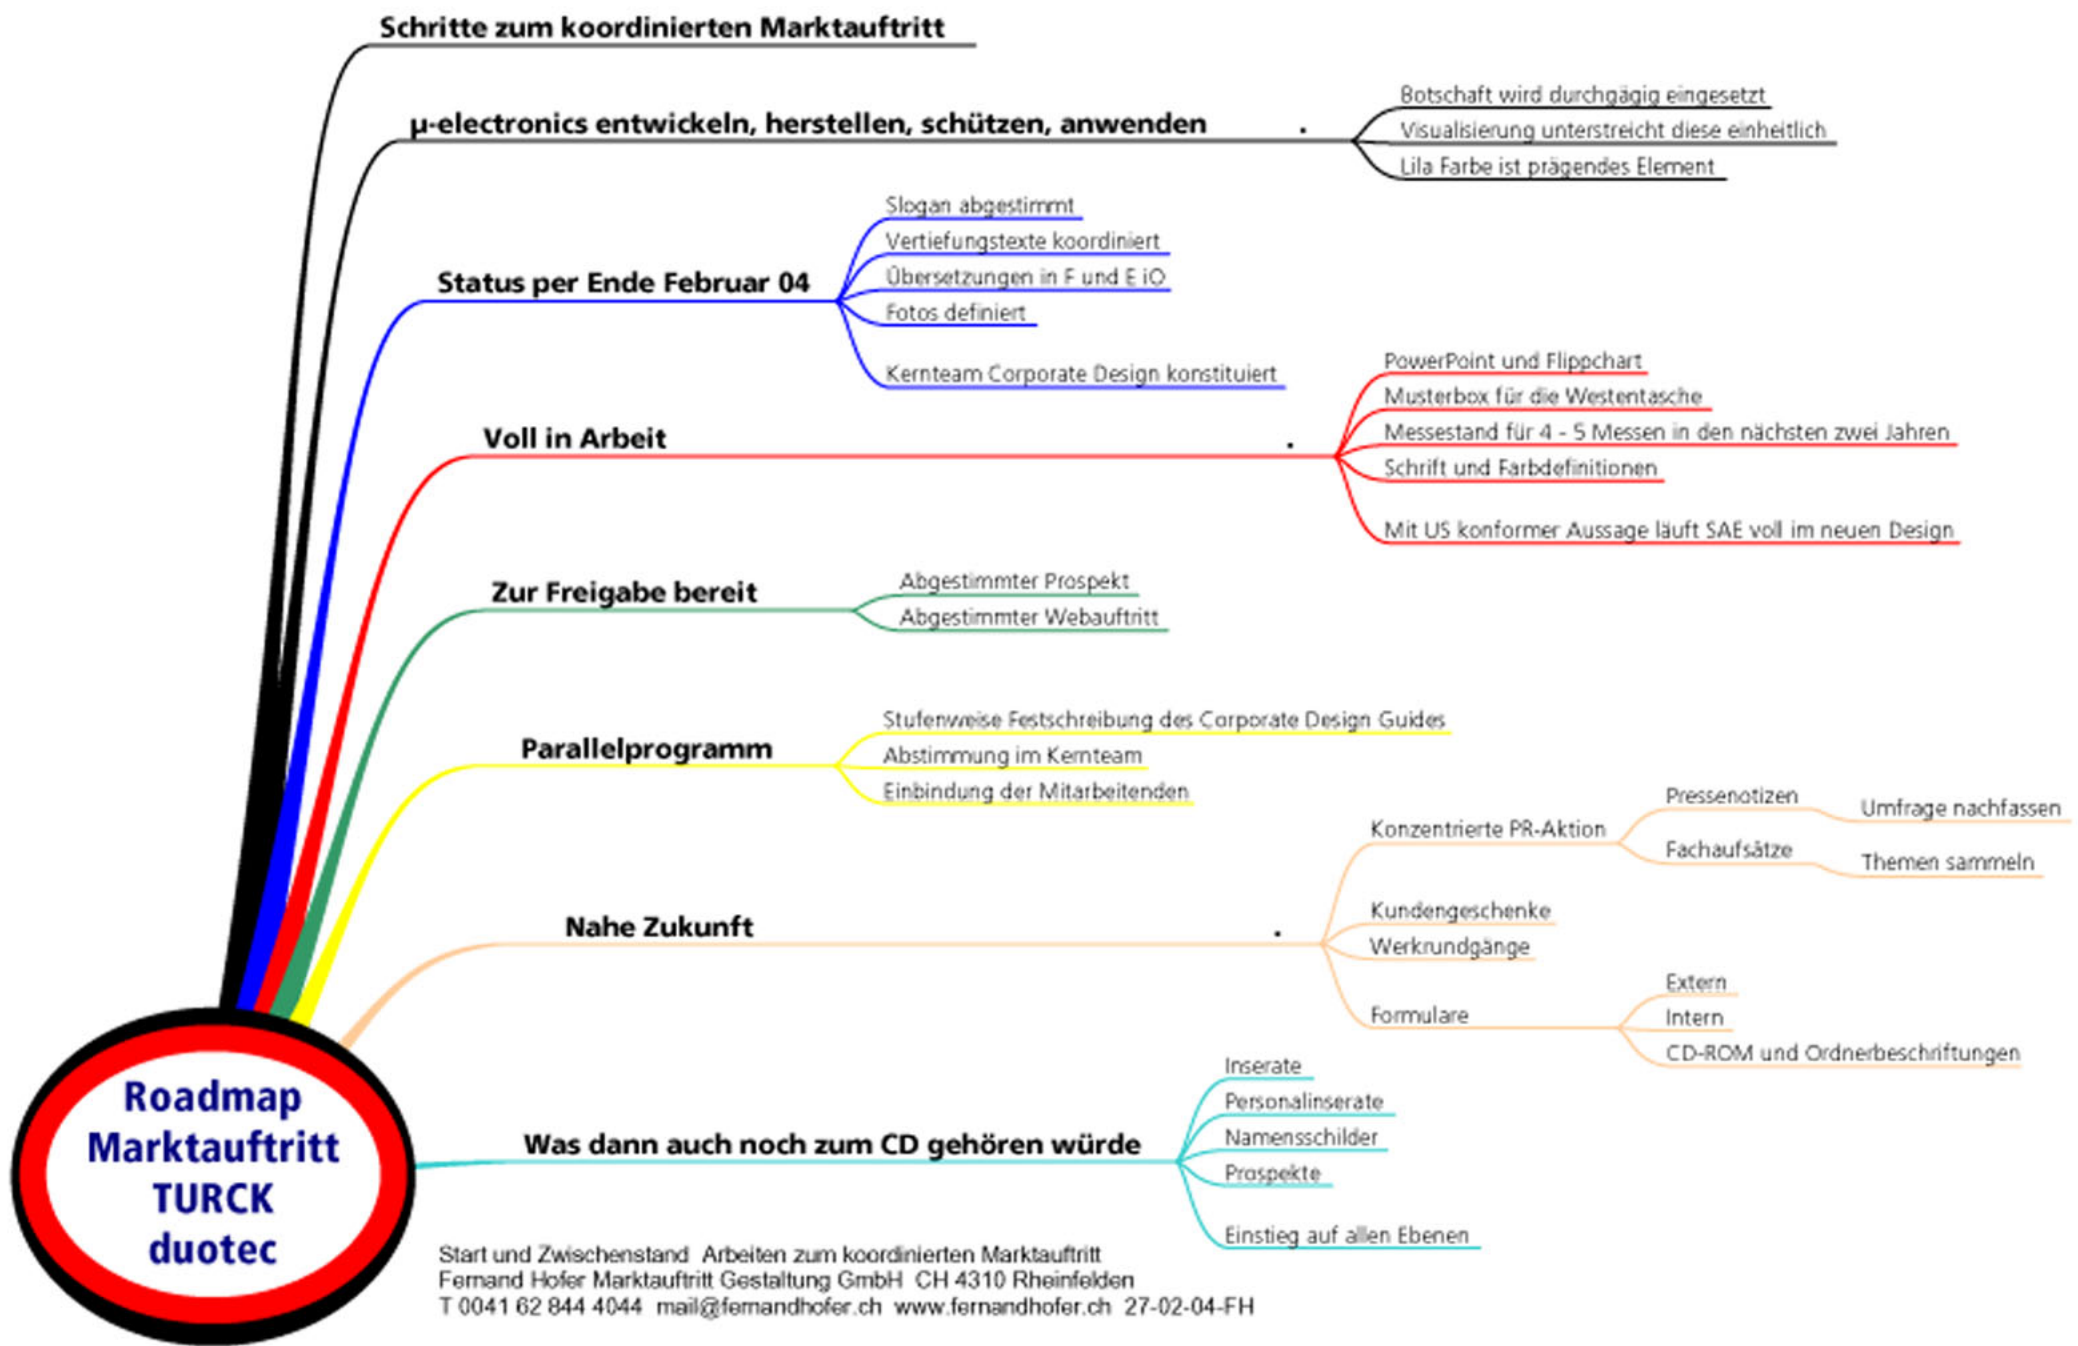 Schritte zum koordinierten Marktauftritt
µ-electronics entwickeln, herstellen, schützen, anwenden .
Botschaft wird durchgägig eingesetzt
Visualisierung unterstreicht diese einheitlich
Lila Farbe ist prägendes Element
Status per Ende Februar 04
Slogan abgestimmt
Vertiefungstexte koordiniert
Übersetzungen in F und E iO
Fotos definiert
Kernteam Corporate Design konstituiert
Voll in Arbeit .
PowerPoint und Flippchart
Musterbox für die Westentasche
Messestand für 4 - 5 Messen in den nächsten zwei Jahren
Schrift und Farbdefinitionen
Mit US konformer Aussage läuft SAE voll im neuen Design
Zur Freigabe bereit
Abgestimmter Prospekt
Abgestimmter Webauftritt
Parallelprogramm
Stufenweise Festschreibung des Corporate Design Guides
Abstimmung im Kernteam
Einbindung der Mitarbeitenden
Nahe Zukunft .
Konzentrierte PR-Aktion
Pressenotizen
Umfrage nachfassen
Fachaufsätze
Themen sammeln
Kundengeschenke
Werkrundgänge
Formulare
Extern
Intern
CD-ROM und Ordnerbeschriftungen
Was dann auch noch zum CD gehören würde
Inserate
Personalinserate
Namensschilder
Prospekte
Einstieg auf allen Ebenen
Roadmap
Marktauftritt
TURCK
duotec
Start und Zwischenstand Arbeiten zum koordinierten Marktauftritt
Fernand Hofer Marktauftritt Gestaltung GmbH CH 4310 Rheinfelden
T 0041 62 844 4044 mail@fernandhofer.ch www.fernandhofer.ch 27-02-04-FH